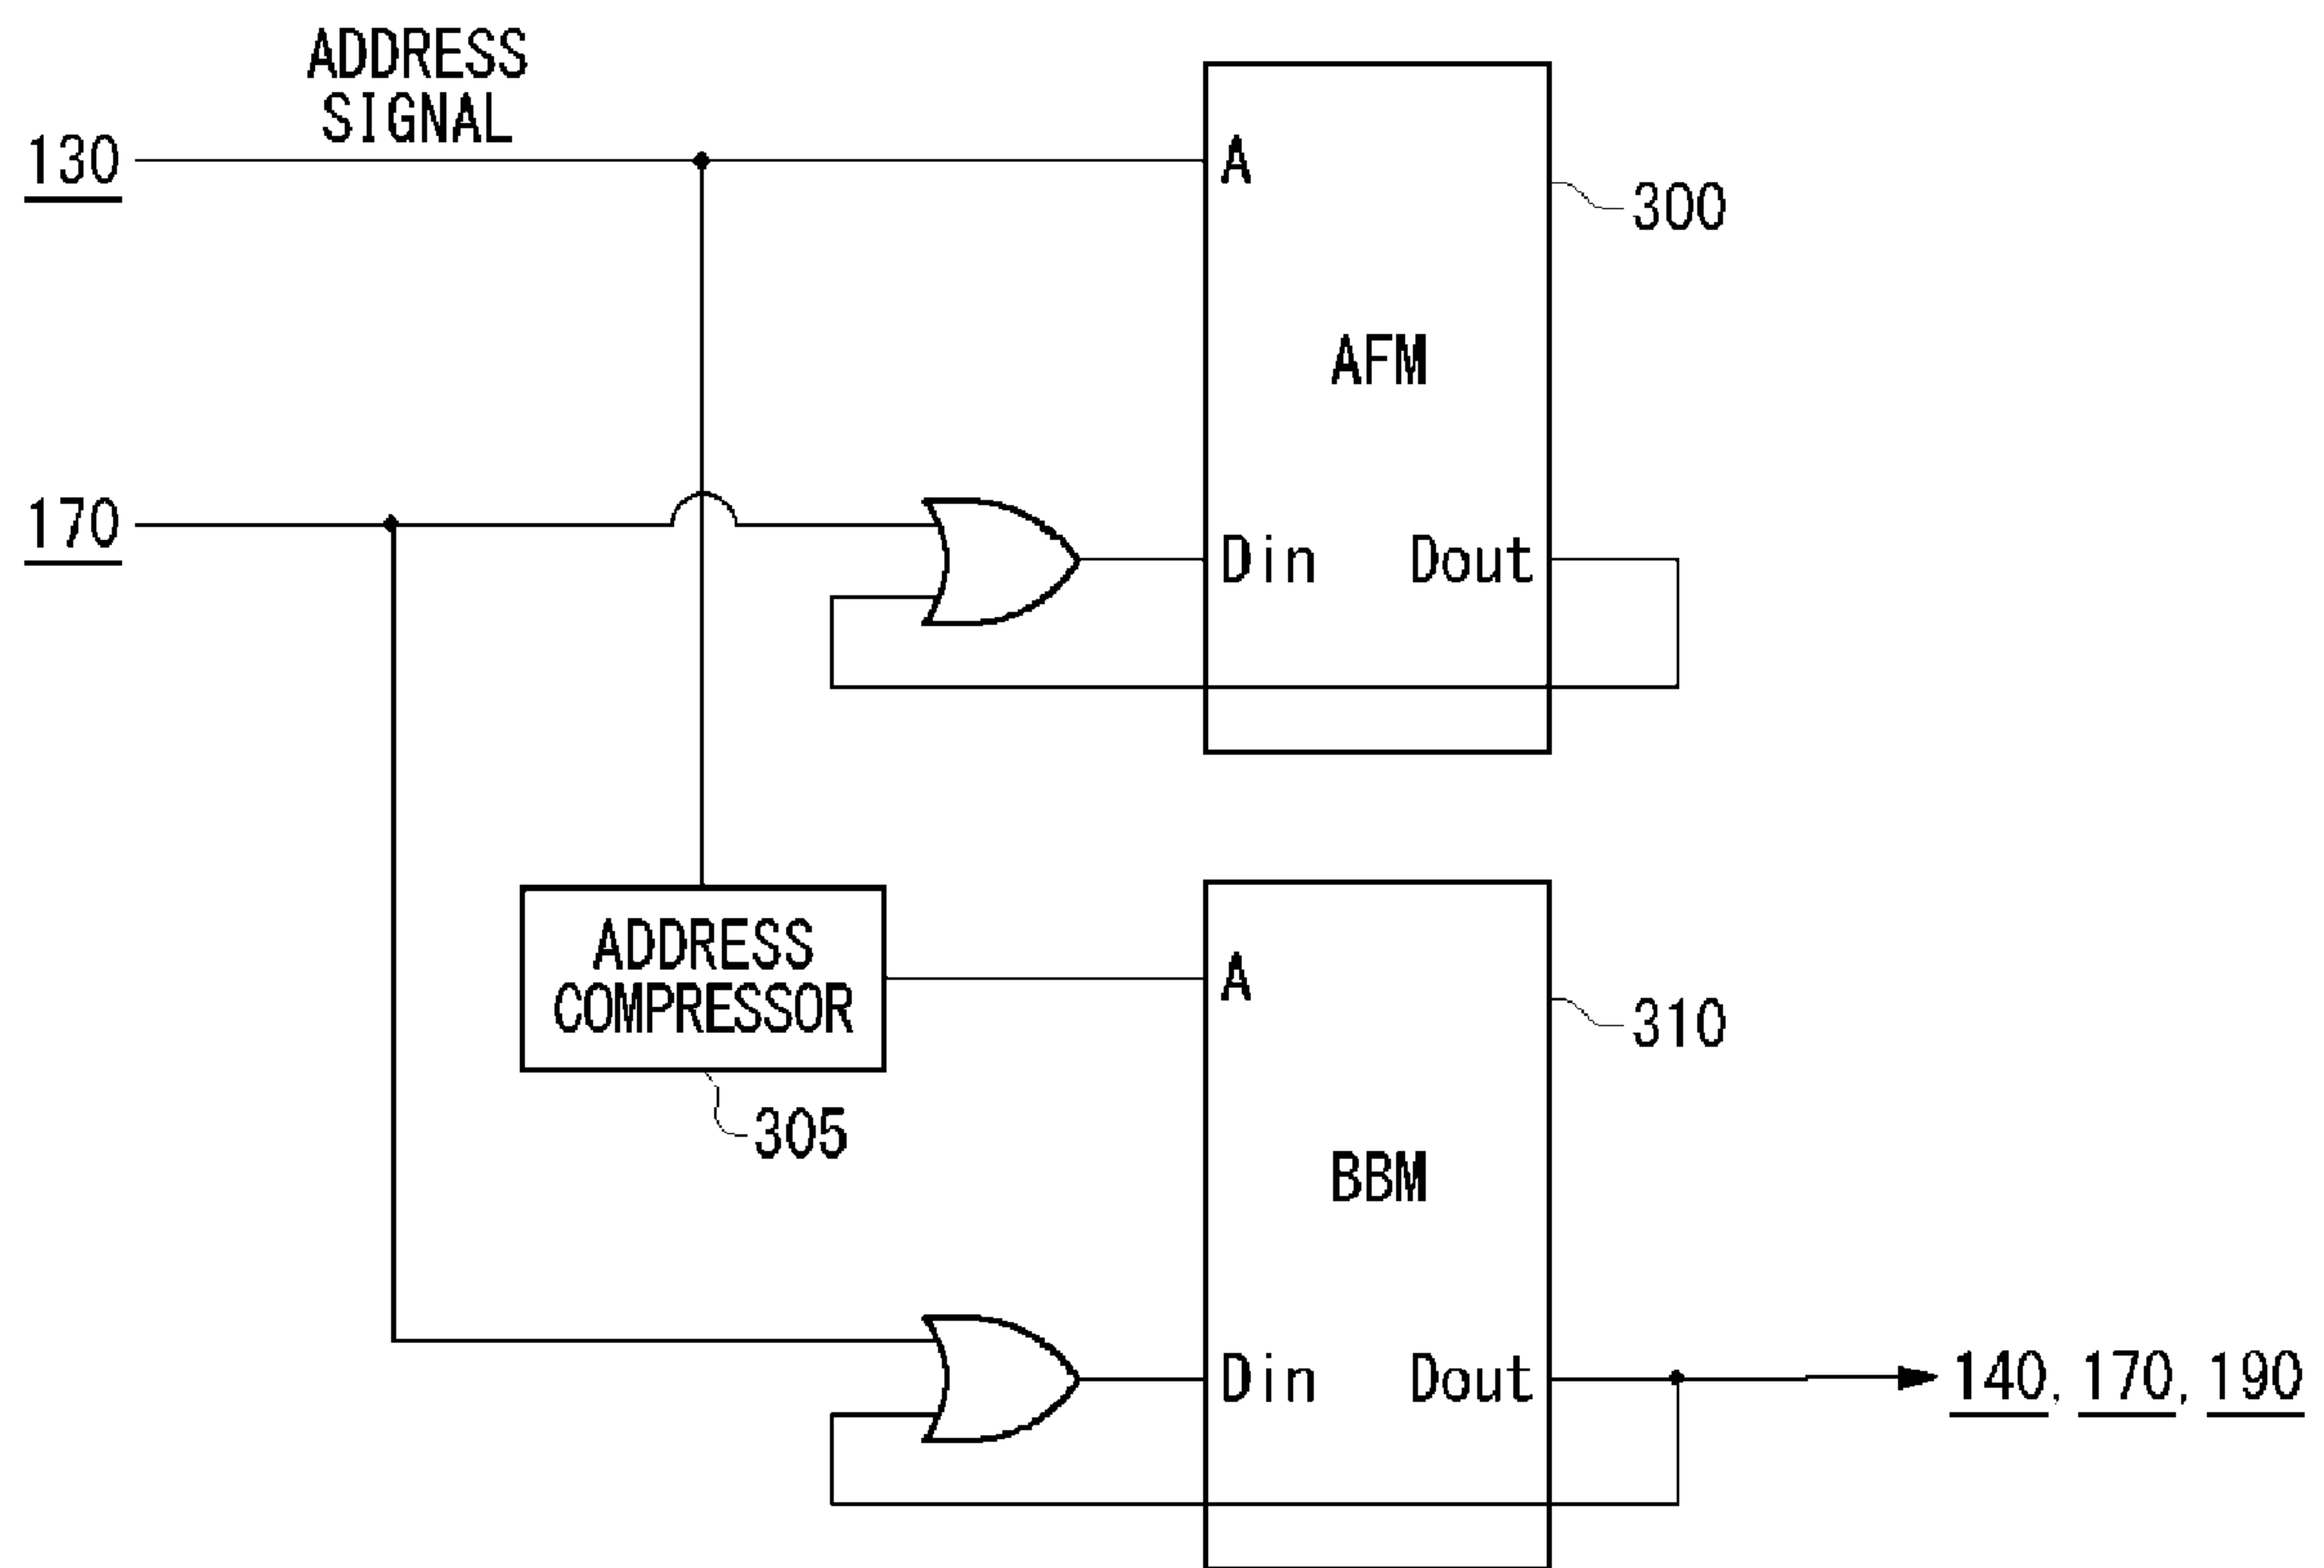 ADDRESS
SIGNAL
130
A
300
AFM
170
Din
Dout
ADDRESS
COMPRESSOR
A
310
305
BBM
Din
Dout
140, 170, 190